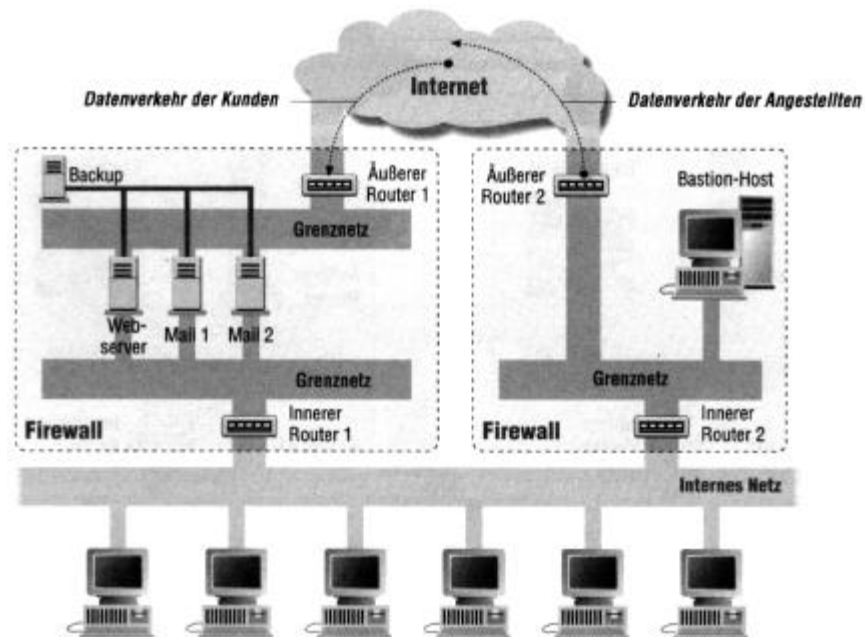 Internet
Datenverkehr der Kunden
Datenverkehr der Angestellten
Backup
Äußerer
Router 1
Grenznetz
Web-
server
Mail 1
Mail 2
Grenznetz
Innerer
Router 1
Firewall
Äußerer
Router 2
Bastion-Host
Grenznetz
Innerer
Router 2
Firewall
Internes Netz